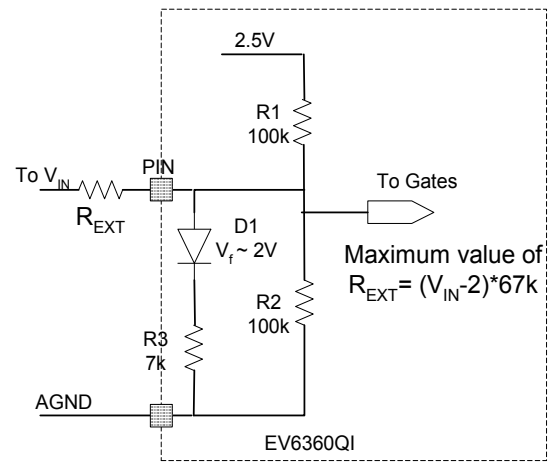 2.5V
R1
100k
To V_IN
PIN
R_EXT
To Gates
D1
V_f ~ 2V
Maximum value of
R_EXT= (V_IN-2)*67k
R2
100k
R3
7k
AGND
EV6360QI